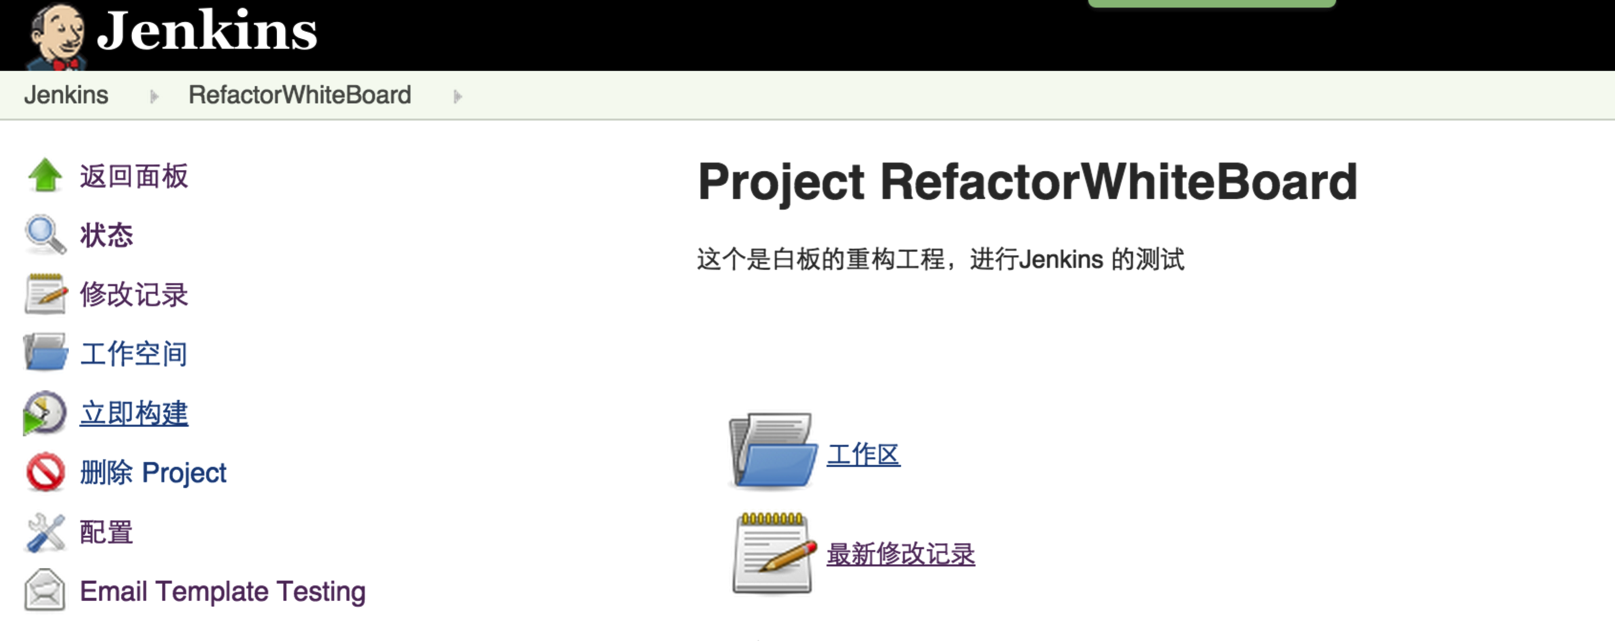 Jenkins
Jenkins RefactorWhiteBoard
返回面板
状态
修改记录
工作空间
立即构建
删除 Project
配置
Email Template Testing
Project RefactorWhiteBoard
这个是白板的重构工程，进行Jenkins 的测试
工作区
最新修改记录